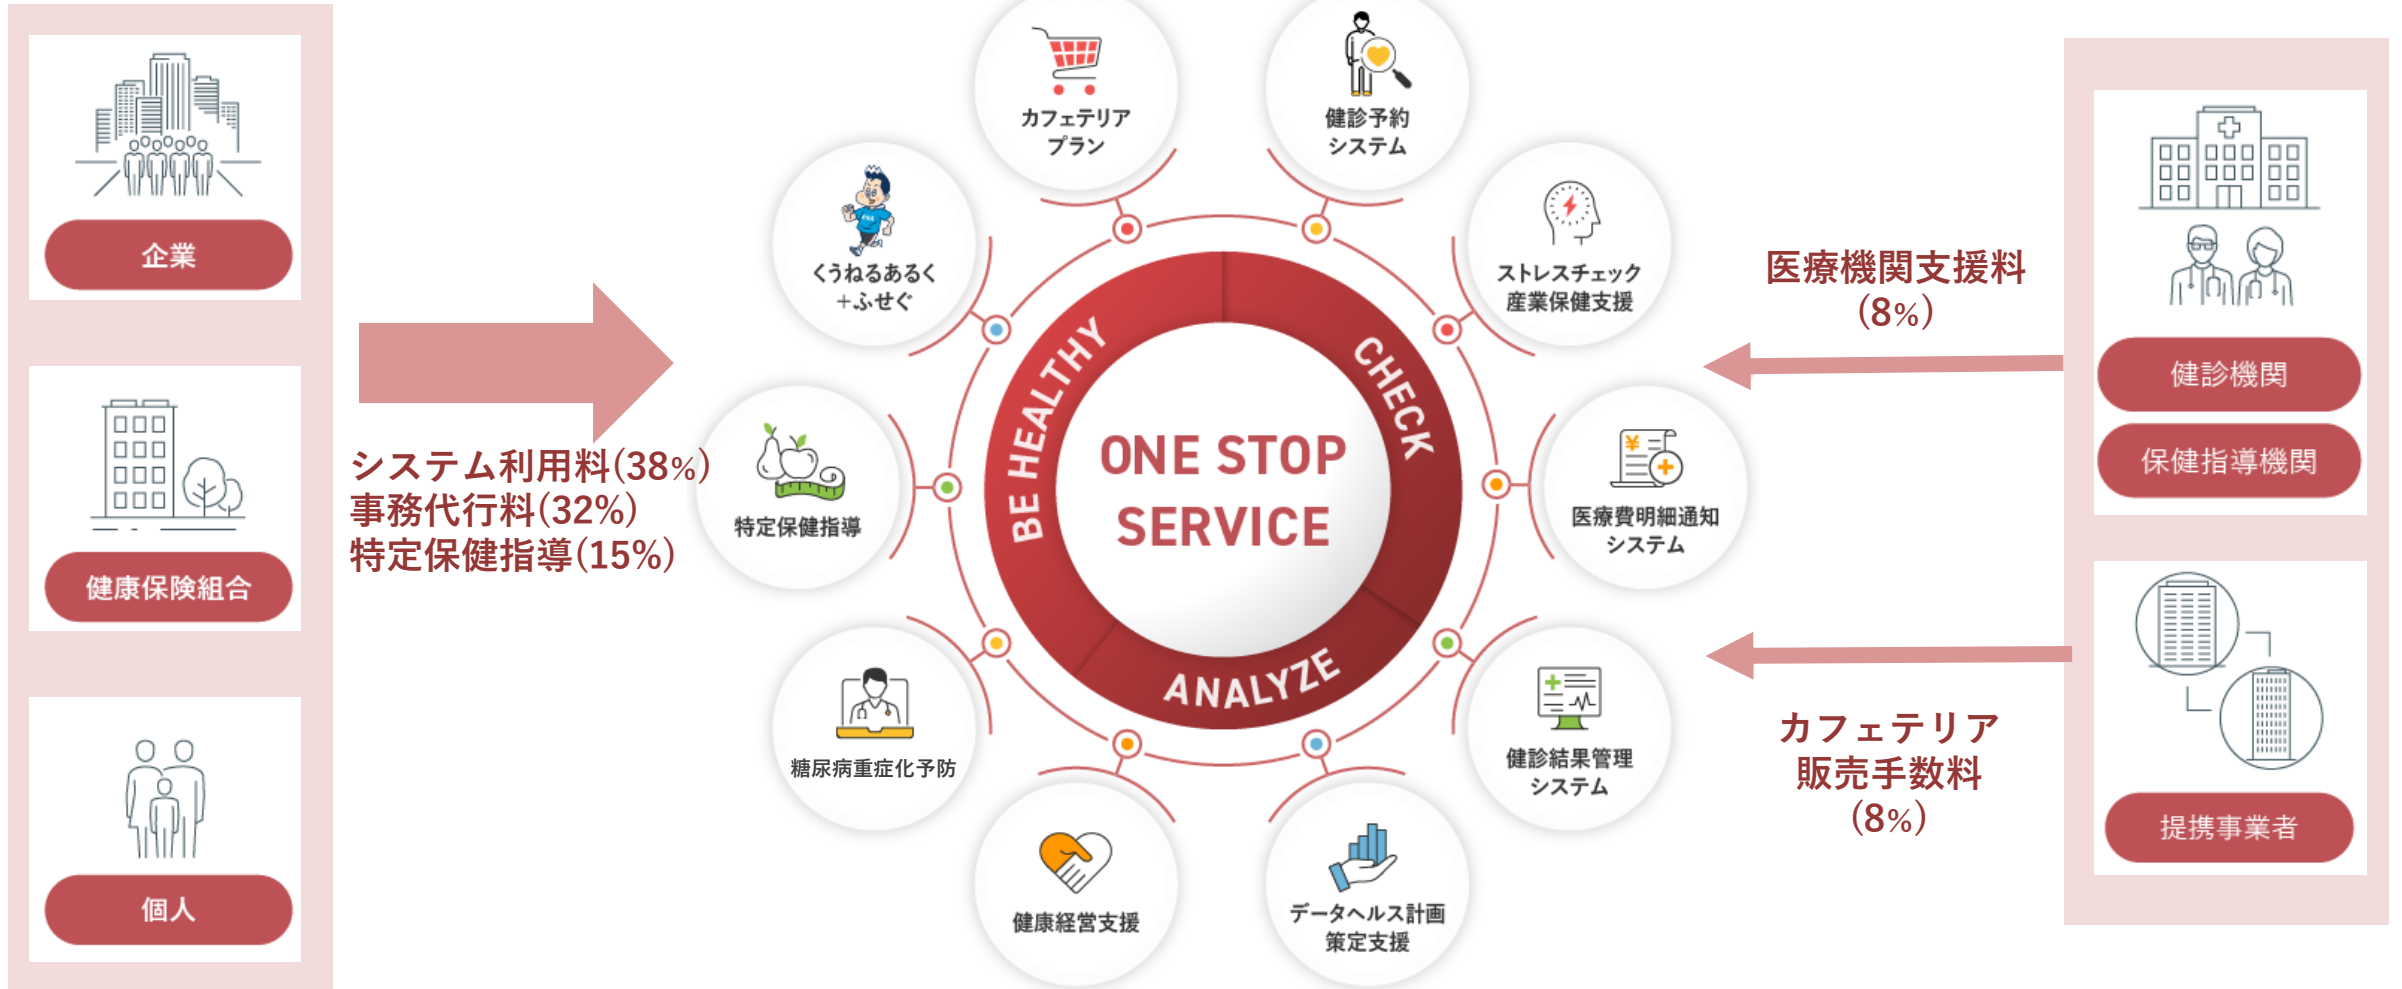 企業
健康保険組合
個人
システム利用料(38%)
事務代行料(32%)
特定保健指導(15%)
カフェテリア
プラン
健診予約
システム
くうねるあるく
+ふせぐ
ストレスチェック
産業保健支援
特定保健指導
医療費明細通知
システム
糖尿病重症化予防
健診結果管理
システム
健康経営支援
データヘルス計画
策定支援
BE HEALTHY
CHECK
ANALYZE
ONE STOP
SERVICE
医療機関支援料
(8%)
カフェテリア
販売手数料
(8%)
健診機関
保健指導機関
提携事業者